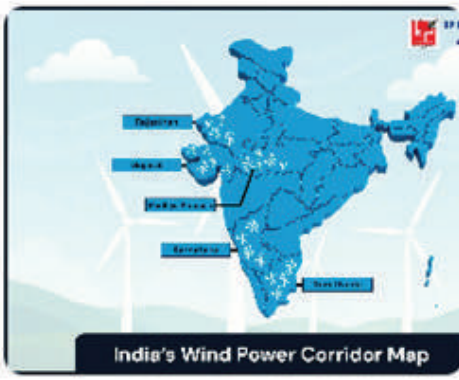 Rajasthan
Gujarat
Madhya Pradesh
Karnataka
Tamil Nadu
India's Wind Power Corridor Map